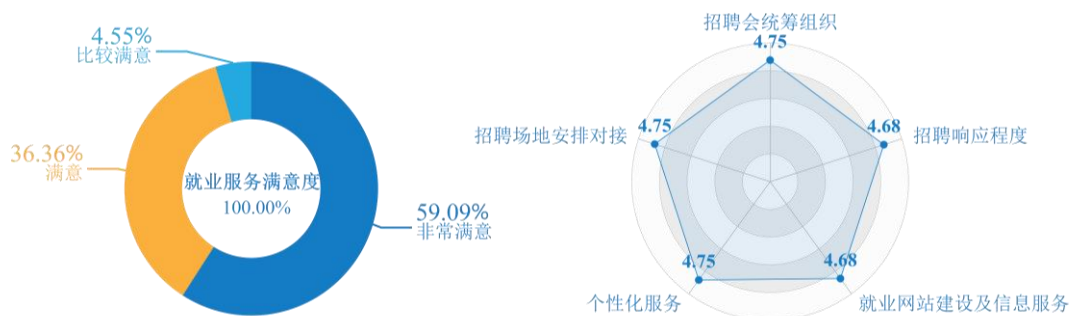 4.55%
比较满意
36.36%
满意
就业服务满意度
100.00%
59.09%
非常满意
招聘会统筹组织
4.75
招聘场地安排对接
4.75
4.68
招聘响应程度
4.75
个性化服务
4.68
就业网站建设及信息服务